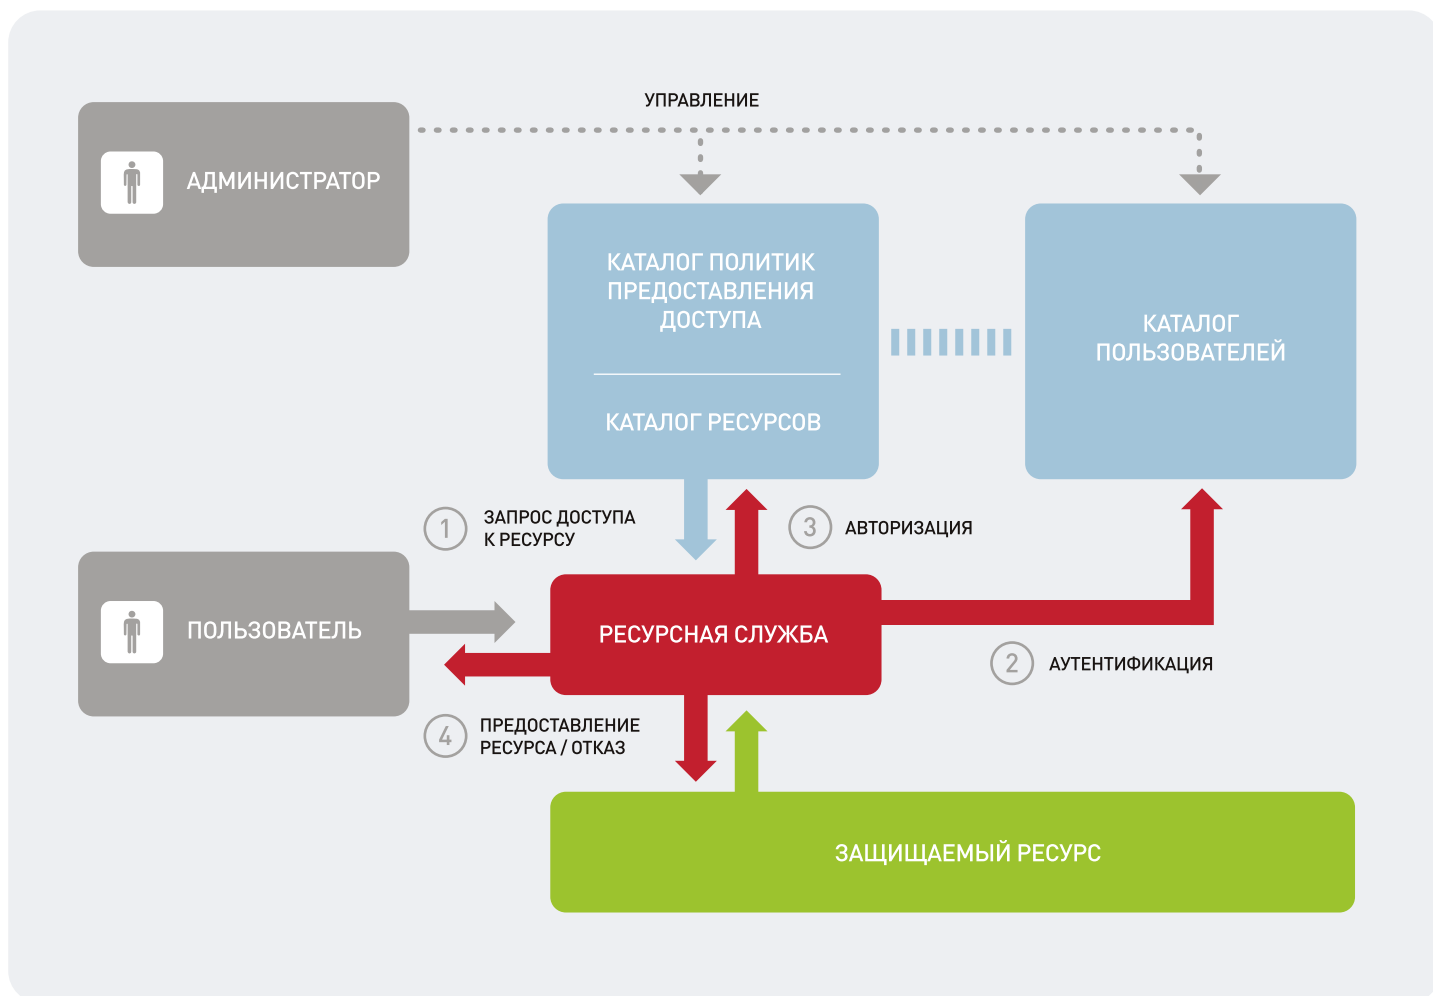 УПРАВЛЕНИЕ
АДМИНИСТРАТОР
КАТАЛОГ ПОЛИТИК
ПРЕДОСТАВЛЕНИЯ
ДОСТУПА
КАТАЛОГ РЕСУРСОВ
КАТАЛОГ
ПОЛЬЗОВАТЕЛЕЙ
1
ЗАПРОС ДОСТУПА
К РЕСУРСУ
3
АВТОРИЗАЦИЯ
ПОЛЬЗОВАТЕЛЬ
РЕСУРСНАЯ СЛУЖБА
2
АУТЕНТИФИКАЦИЯ
4
ПРЕДОСТАВЛЕНИЕ
РЕСУРСА / ОТКАЗ
ЗАЩИЩАЕМЫЙ РЕСУРС